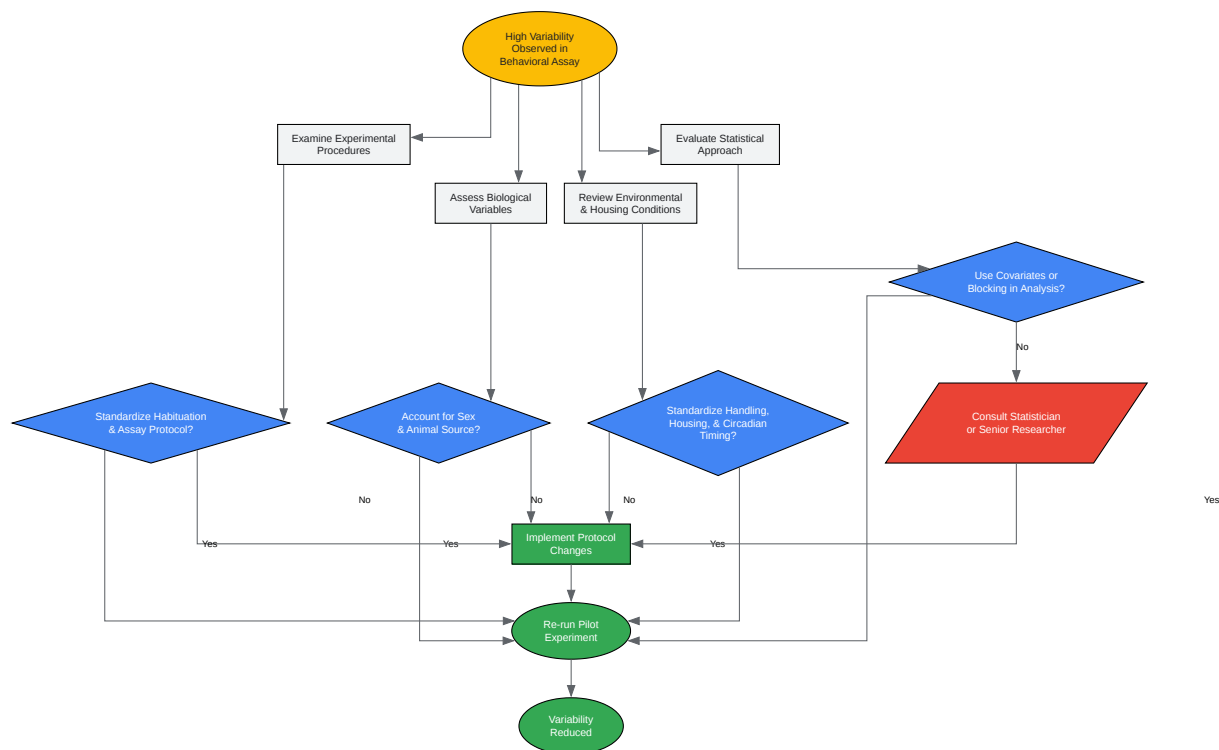 High Variability
Observed in
Behavioral Assay
Examine Experimental
Procedures
Evaluate Statistical
Approach
Assess Biological
Variables
Review Environmental
& Housing Conditions
Use Covariates or
Blocking in Analysis?
No
Standardize Habituation
& Assay Protocol?
Account for Sex
& Animal Source?
Standardize Handling,
Housing, & Circadian
Timing?
Consult Statistician
or Senior Researcher
No
No
No
Yes
Yes
Yes
Implement Protocol
Changes
Yes
Re-run Pilot
Experiment
Variability
Reduced